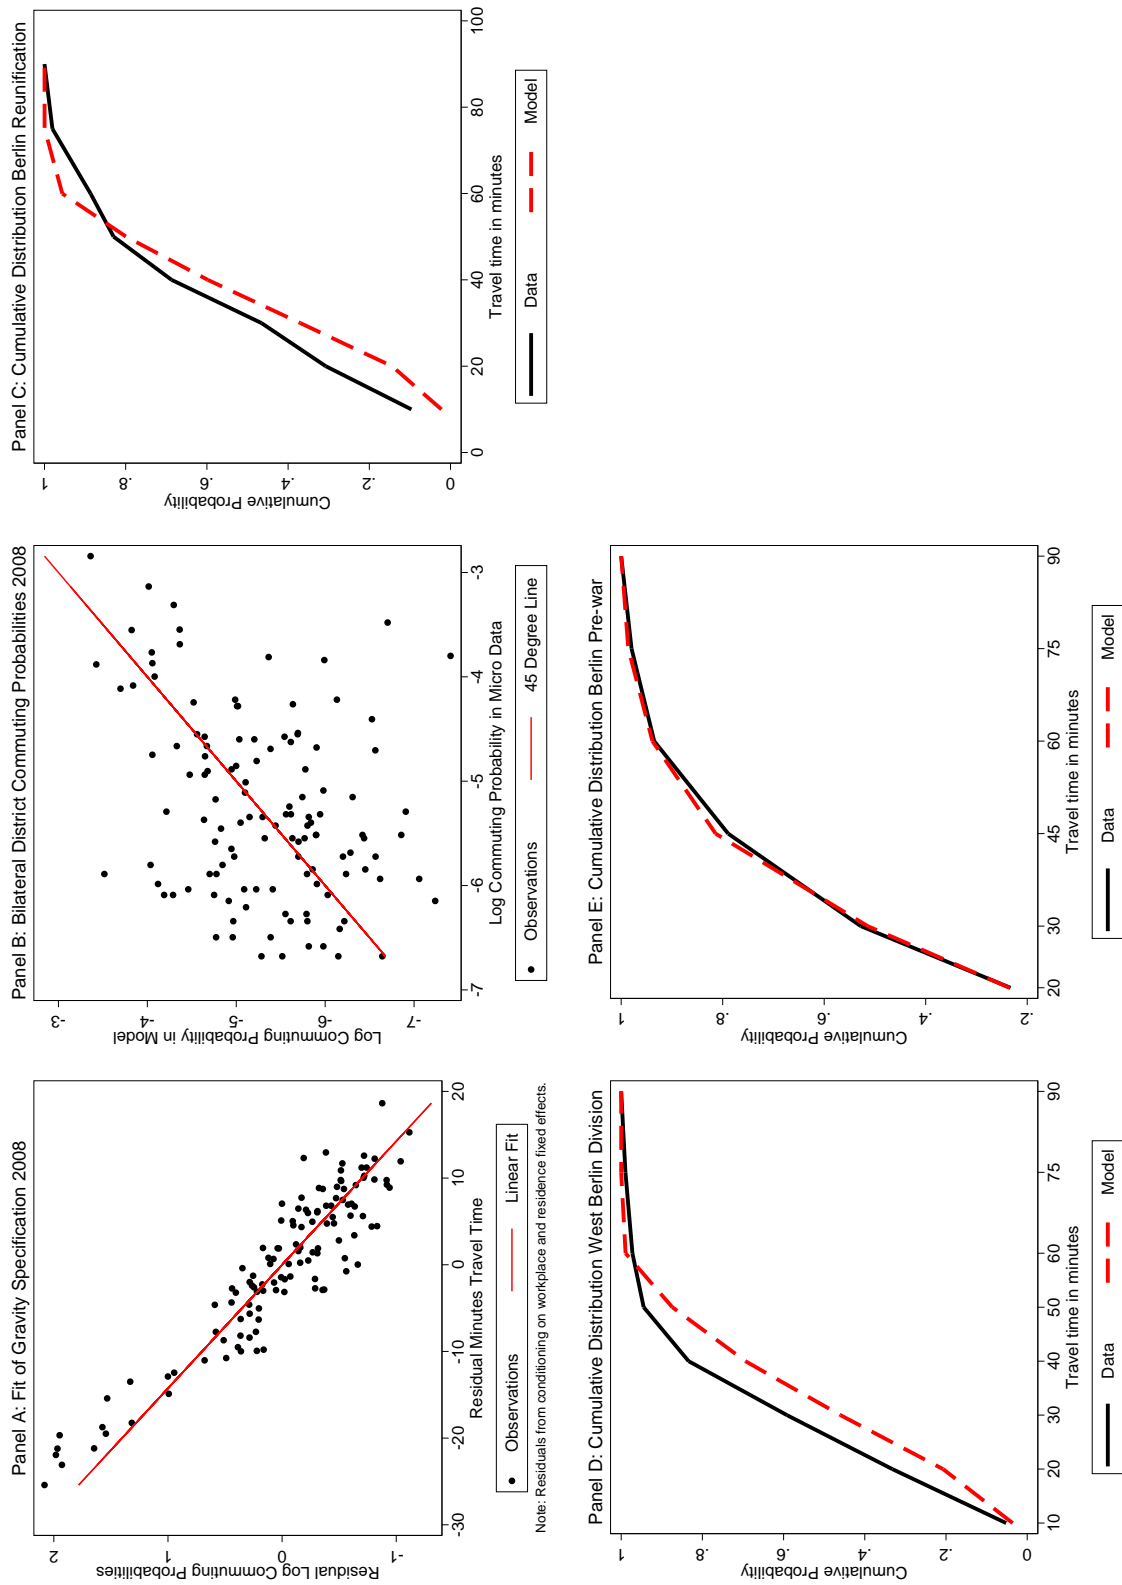 Panel A: Fit of Gravity Specification 2008
Residual Log Commuting Probabilities
2
1
0
-1
-30 -20 -10 0 10 20
Residual Minutes Travel Time
Observations Linear Fit
Note: Residuals from conditioning on workplace and residence fixed effects.
Panel B: Bilateral District Commuting Probabilities 2008
Log Commuting Probability in Model
-3
-4
-5
-6
-7
-7 -6 -5 -4 -3
Log Commuting Probability in Micro Data
Observations 45 Degree Line
Panel C: Cumulative Distribution Berlin Reunification
Cumulative Probability
1
.8
.6
.4
.2
0
0 20 40 60 80 100
Travel time in minutes
Data Model
Panel D: Cumulative Distribution West Berlin Division
Cumulative Probability
1
.8
.6
.4
.2
0
10 20 30 40 50 60 75 90
Travel time in minutes
Data Model
Panel E: Cumulative Distribution Berlin Pre-war
Cumulative Probability
1
.8
.6
.4
.2
20 30 45 60 75 90
Travel time in minutes
Data Model